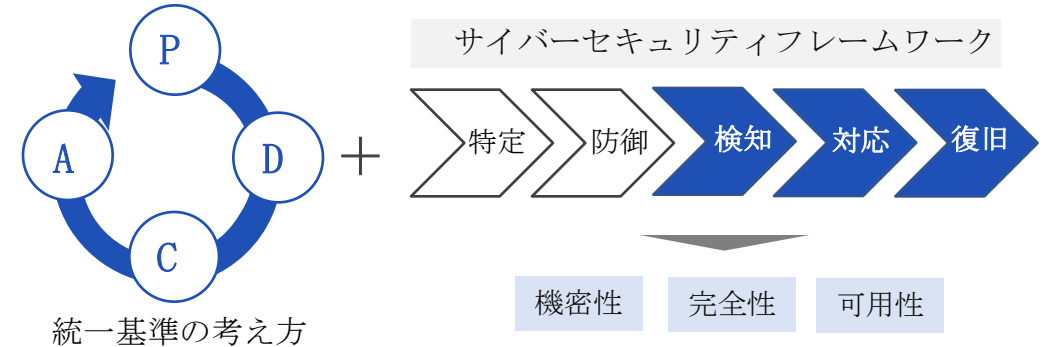 P
A
D
C
統一基準の考え方
＋
サイバーセキュリティフレームワーク
特定 防御 検知 対応 復旧
機密性 完全性 可用性